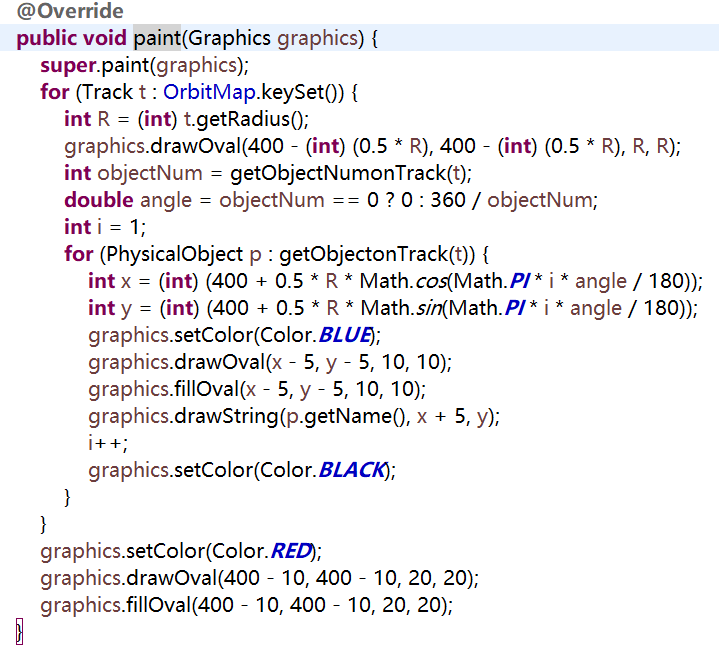 @Override
public void paint(Graphics graphics) {
super.paint(graphics);
for (Track t : OrbitMap.keySet()) {
int R = (int) t.getRadius();
graphics.drawOval(400 - (int) (0.5 * R), 400 - (int) (0.5 * R), R, R);
int objectNum = getObjectNumonTrack(t);
double angle = objectNum == 0 ? 0 : 360 / objectNum;
int i = 1;
for (PhysicalObject p : getObjectonTrack(t)) {
int x = (int) (400 + 0.5 * R * Math.cos(Math.PI * i * angle / 180));
int y = (int) (400 + 0.5 * R * Math.sin(Math.PI * i * angle / 180));
graphics.setColor(Color.BLUE);
graphics.drawOval(x - 5, y - 5, 10, 10);
graphics.fillOval(x - 5, y - 5, 10, 10);
graphics.drawString(p.getName(), x + 5, y);
i++;
graphics.setColor(Color.BLACK);
}
}
graphics.setColor(Color.RED);
graphics.drawOval(400 - 10, 400 - 10, 20, 20);
graphics.fillOval(400 - 10, 400 - 10, 20, 20);
}